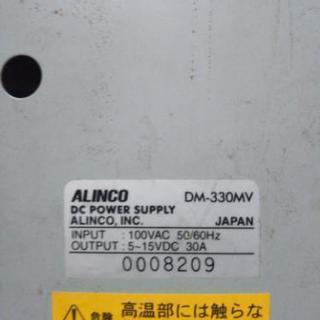 ALINCO DM-330MV
DC POWER SUPPLY
ALINCO, INC. JAPAN
INPUT : 100VAC 50/60Hz
OUTPUT : 5~15VDC 30A
0008209
危険 高温部には触らな